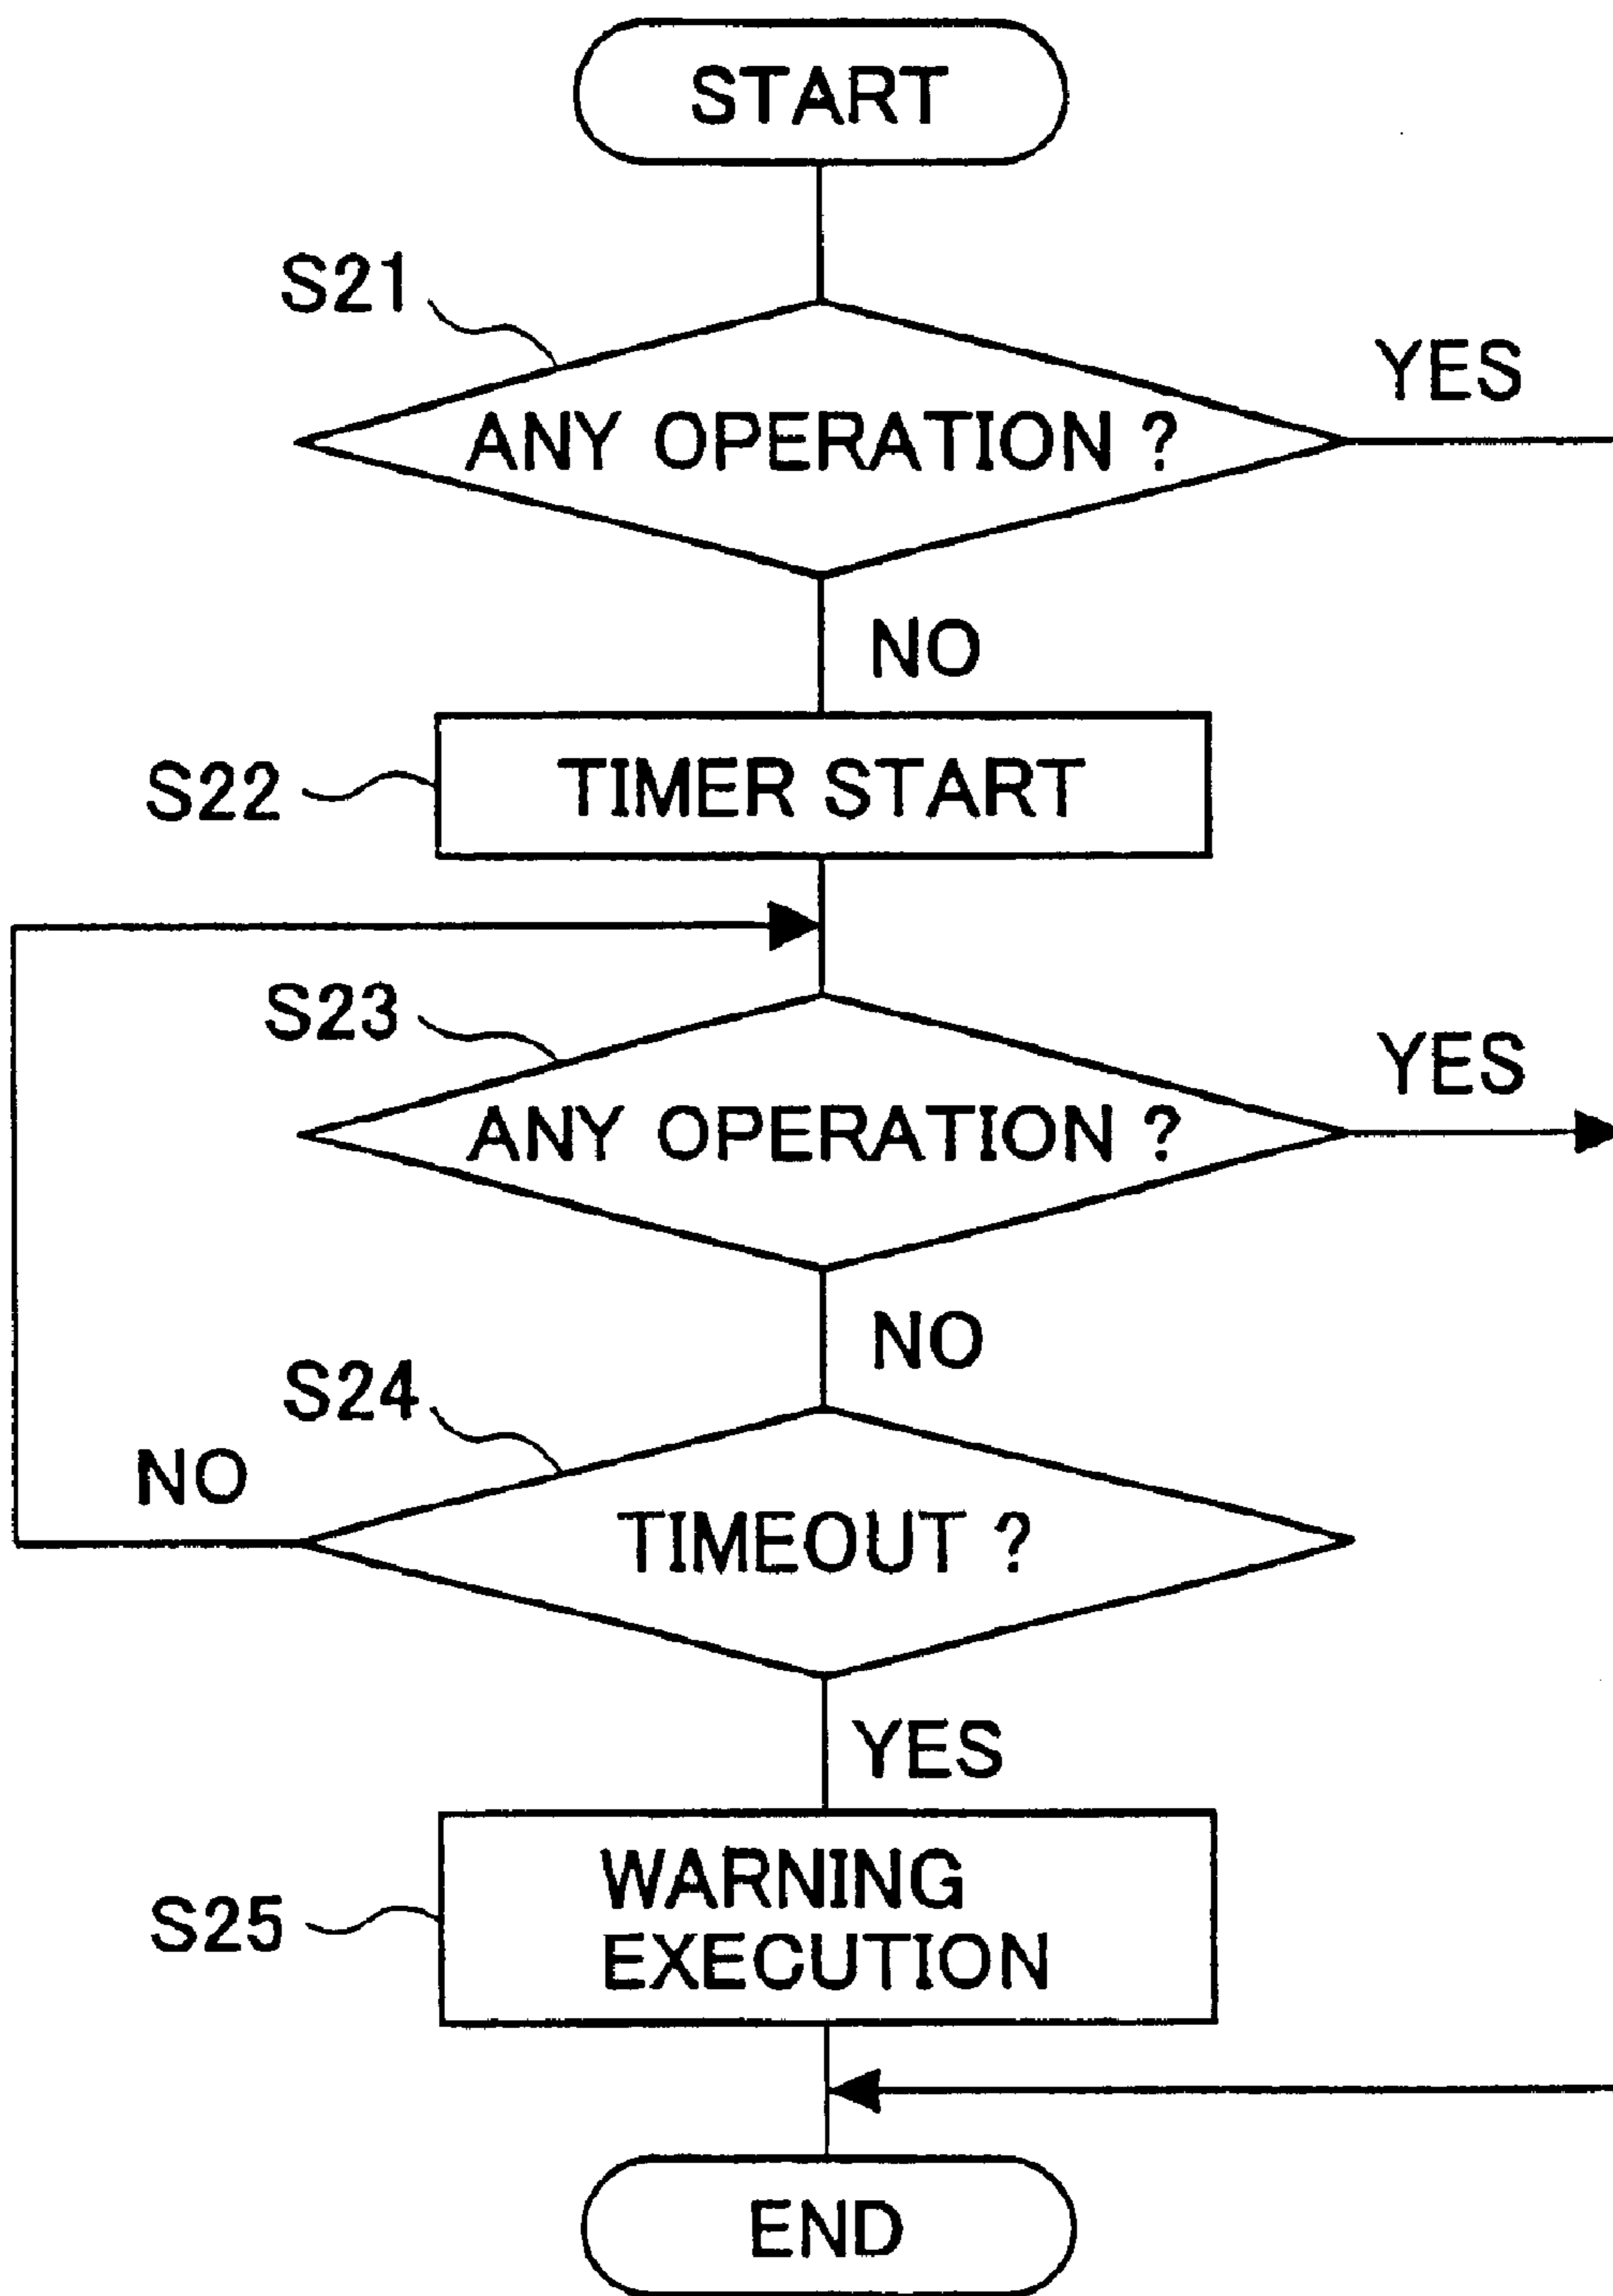 START
S21
YES
ANY OPERATION ?
NO
S22
TIMER START
S23
YES
ANY OPERATION ?
NO
S24
NO
TIMEOUT ?
YES
WARNING
EXECUTION
S25
END